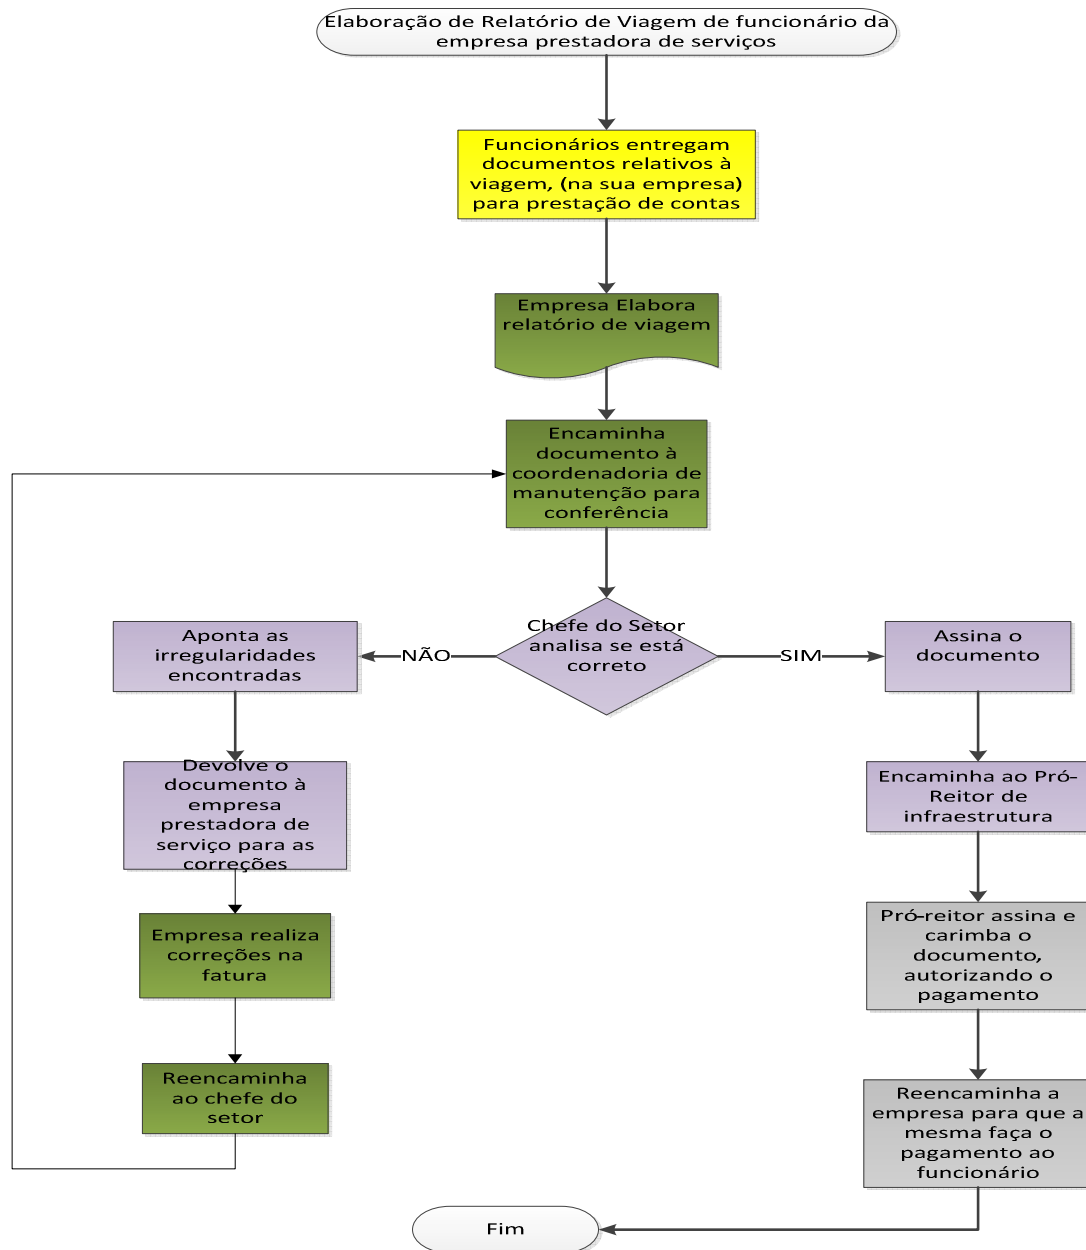 Elaboração de Relatório de Viagem de funcionário da
empresa prestadora de serviços
Funcionários entregam
documentos relativos à
viagem, (na sua empresa)
para prestação de contas
Empresa Elabora
relatório de viagem
Encaminha
documento à
coordenadoria de
manutenção para
conferência
Chefe do Setor
analisa se está
correto
NÃO
SIM
Aponta as
irregularidades
encontradas
Devolve o
documento à
empresa
prestadora de
serviço para as
correções
Empresa realiza
correções na
fatura
Reencaminha
ao chefe do
setor
Assina o
documento
Encaminha ao Pró-
Reitor de
infraestrutura
Pró-reitor assina e
carimba o
documento,
autorizando o
pagamento
Reencaminha a
empresa para que a
mesma faça o
pagamento ao
funcionário
Fim